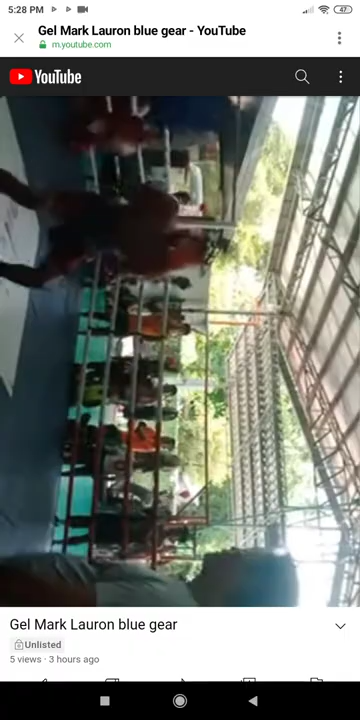 5:28 PM
47
Gel Mark Lauron blue gear - YouTube
m.youtube.com
YouTube
Gel Mark Lauron blue gear
Unlisted
5 views · 3 hours ago